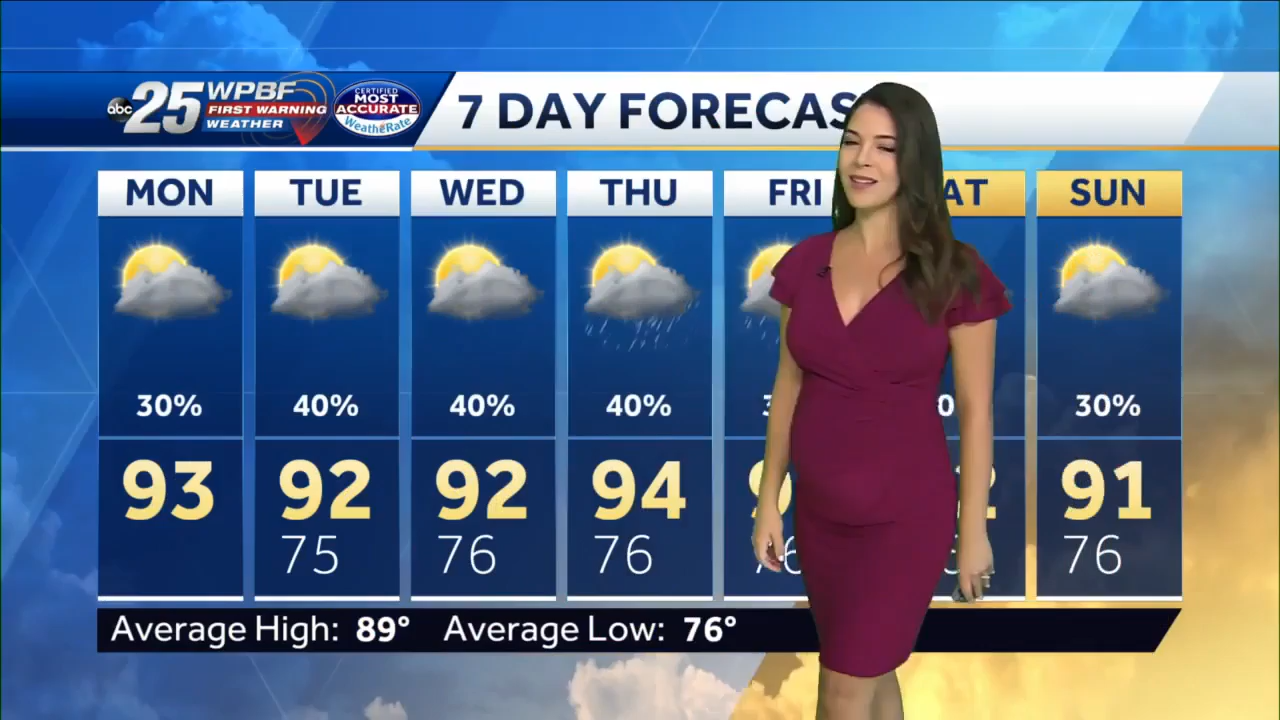 abc 25 WPBF
FIRST WARNING
WEATHER
CERTIFIED
MOST
ACCURATE
WeatheRate
7 DAY FORECAS
MON TUE WED THU FRI AT SUN
30% 40% 40% 40% 30%
93 92 92 94 91
75 76 76 76
Average High: 89° Average Low: 76°